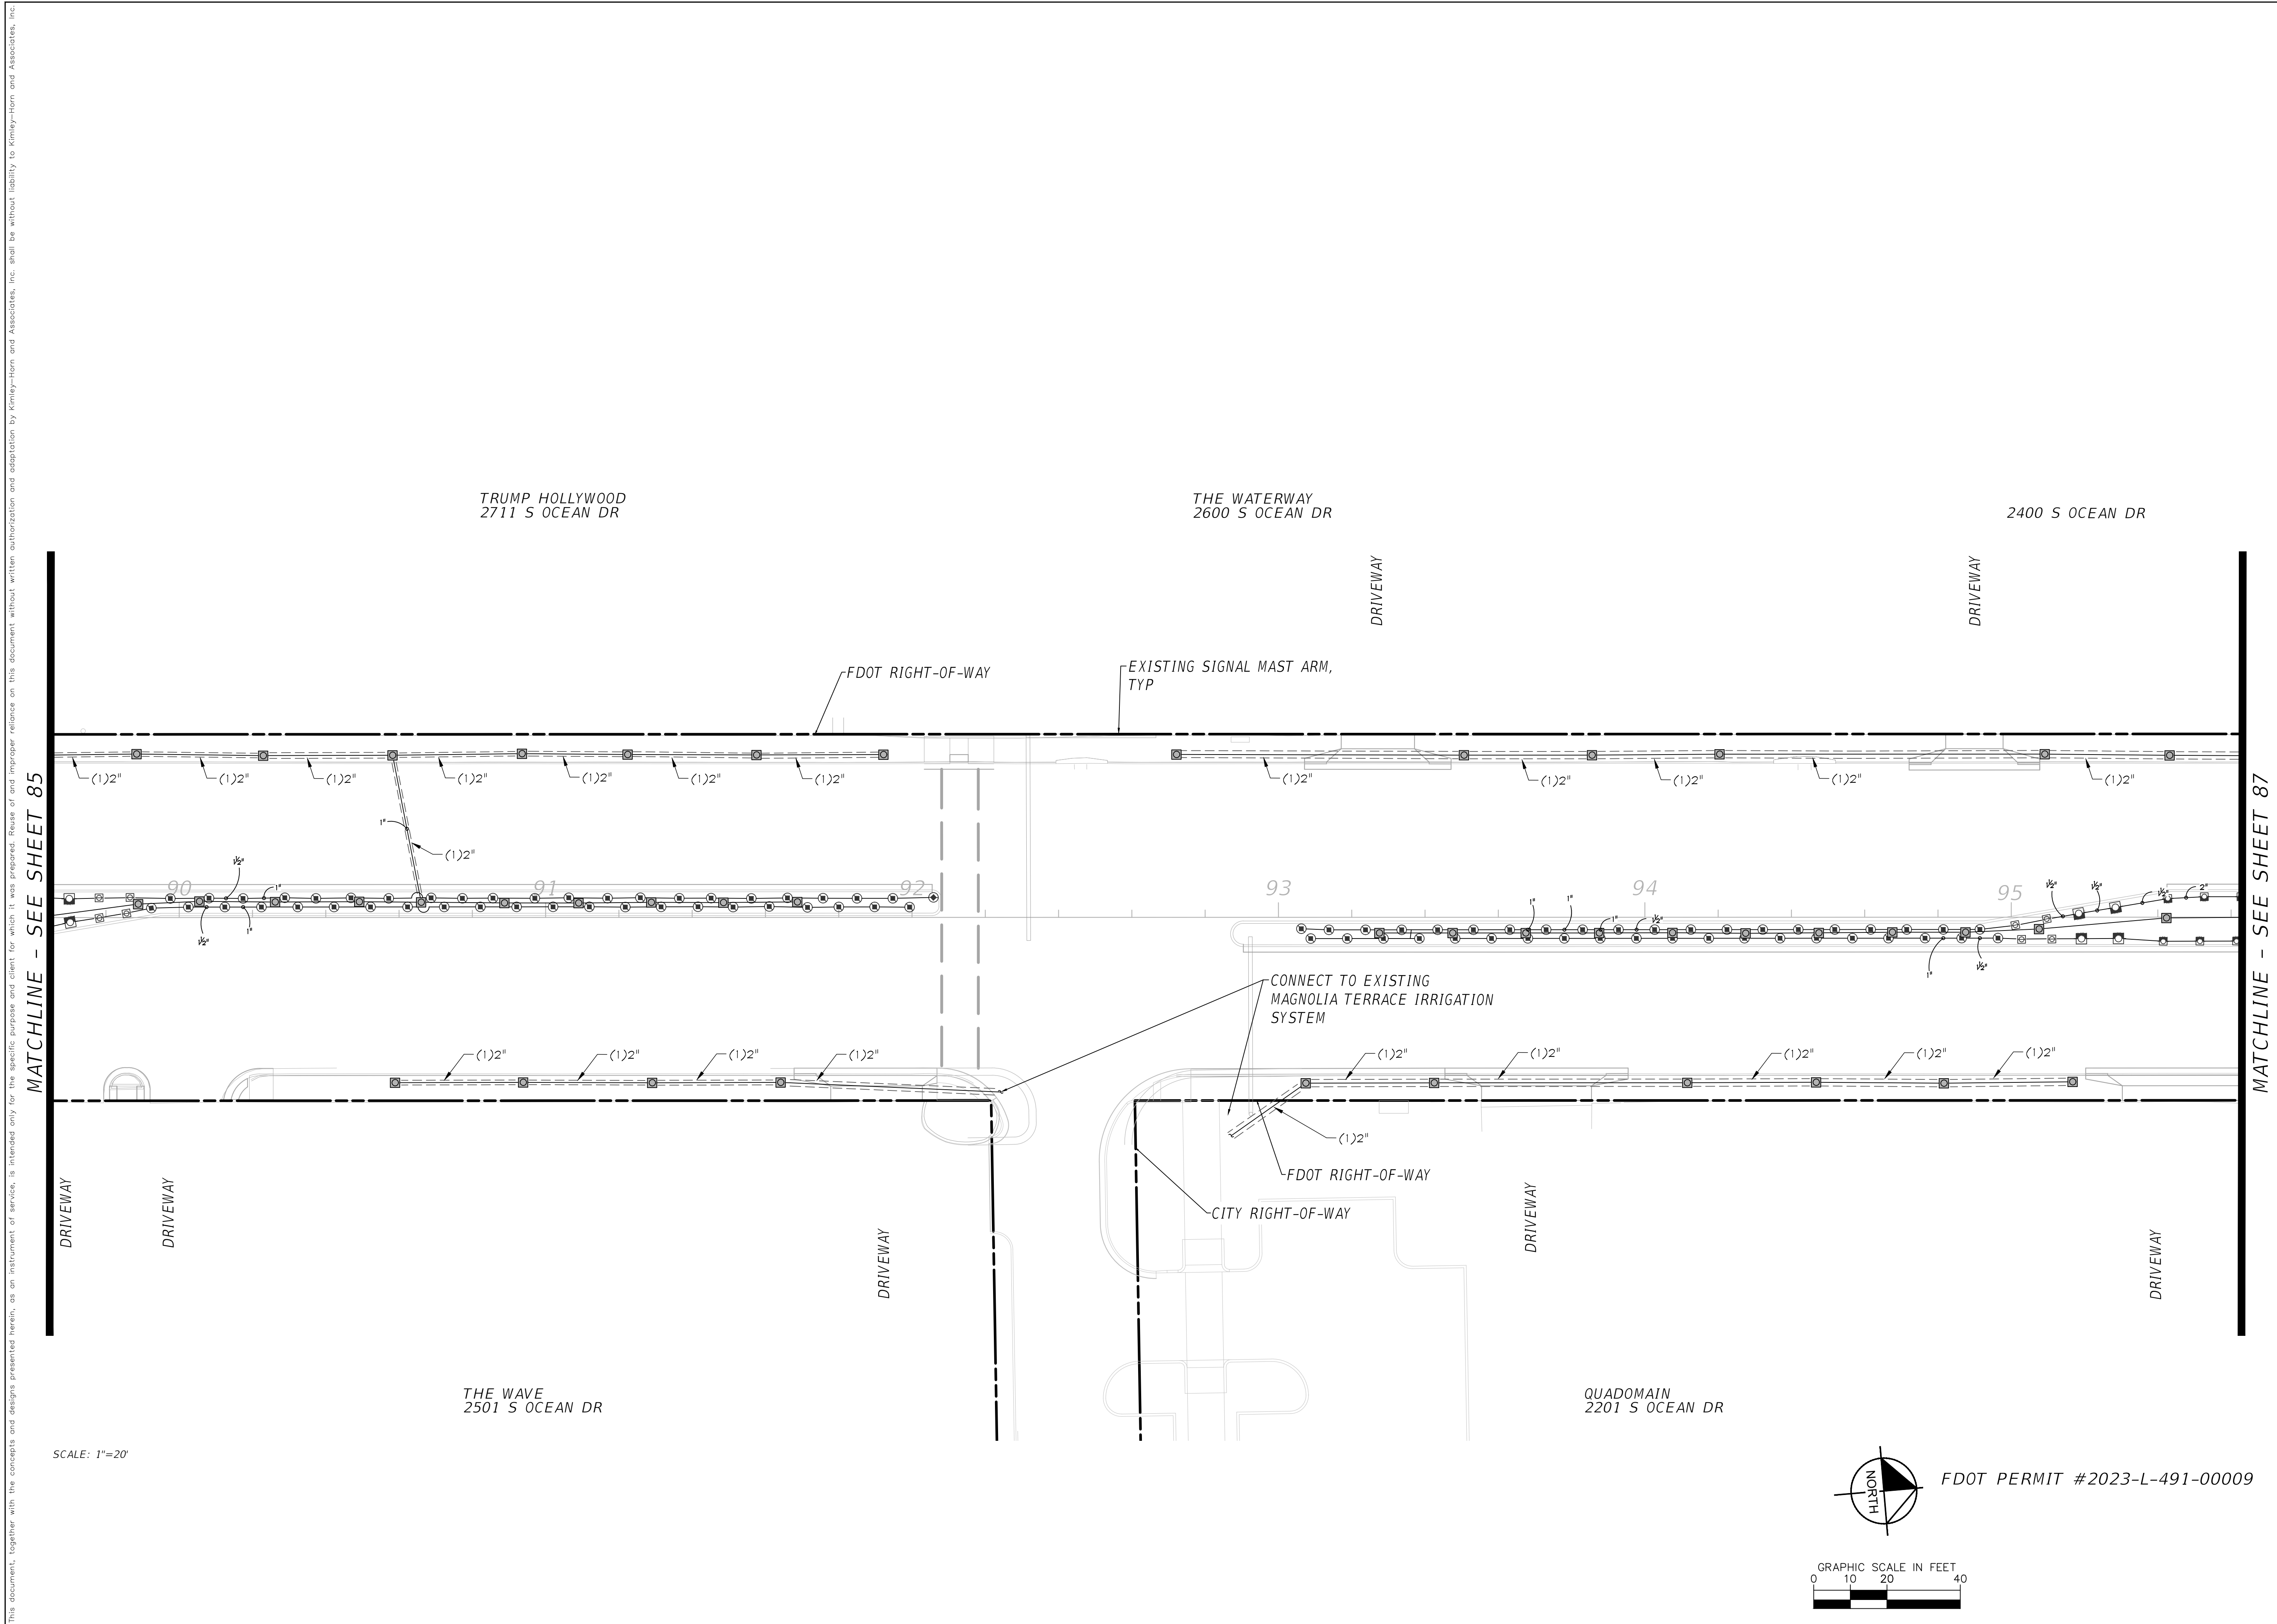 This document, together with the concepts and designs presented herein, as an instrument of service, is intended only for the specific purpose and client for which it was prepared. Reuse of and improper reliance on this document without written authorization and adaptation by Kimley-Horn and Associates, Inc. shall be without liability to Kimley-Horn and Associates, Inc.
TRUMP HOLLYWOOD
2711 S OCEAN DR
THE WATERWAY
2600 S OCEAN DR
2400 S OCEAN DR
DRIVEWAY
DRIVEWAY
FDOT RIGHT-OF-WAY
EXISTING SIGNAL MAST ARM,
TYP
MATCHLINE - SEE SHEET 85
MATCHLINE - SEE SHEET 87
(1)2"
(1)2"
(1)2"
(1)2"
(1)2"
(1)2"
(1)2"
(1)2"
(1)2"
(1)2"
(1)2"
(1)2"
1"
(1)2"
1½"
1"
90
91
92
93
94
95
1½"
1"
1"
1"
1"
1½"
1½"
1½"
1½"
2"
1"
1½"
CONNECT TO EXISTING
MAGNOLIA TERRACE IRRIGATION
SYSTEM
(1)2"
(1)2"
(1)2"
(1)2"
(1)2"
(1)2"
(1)2"
(1)2"
(1)2"
(1)2"
FDOT RIGHT-OF-WAY
CITY RIGHT-OF-WAY
DRIVEWAY
DRIVEWAY
DRIVEWAY
DRIVEWAY
DRIVEWAY
THE WAVE
2501 S OCEAN DR
QUADOMAIN
2201 S OCEAN DR
SCALE: 1"=20'
NORTH
FDOT PERMIT #2023-L-491-00009
GRAPHIC SCALE IN FEET
0 10 20 40